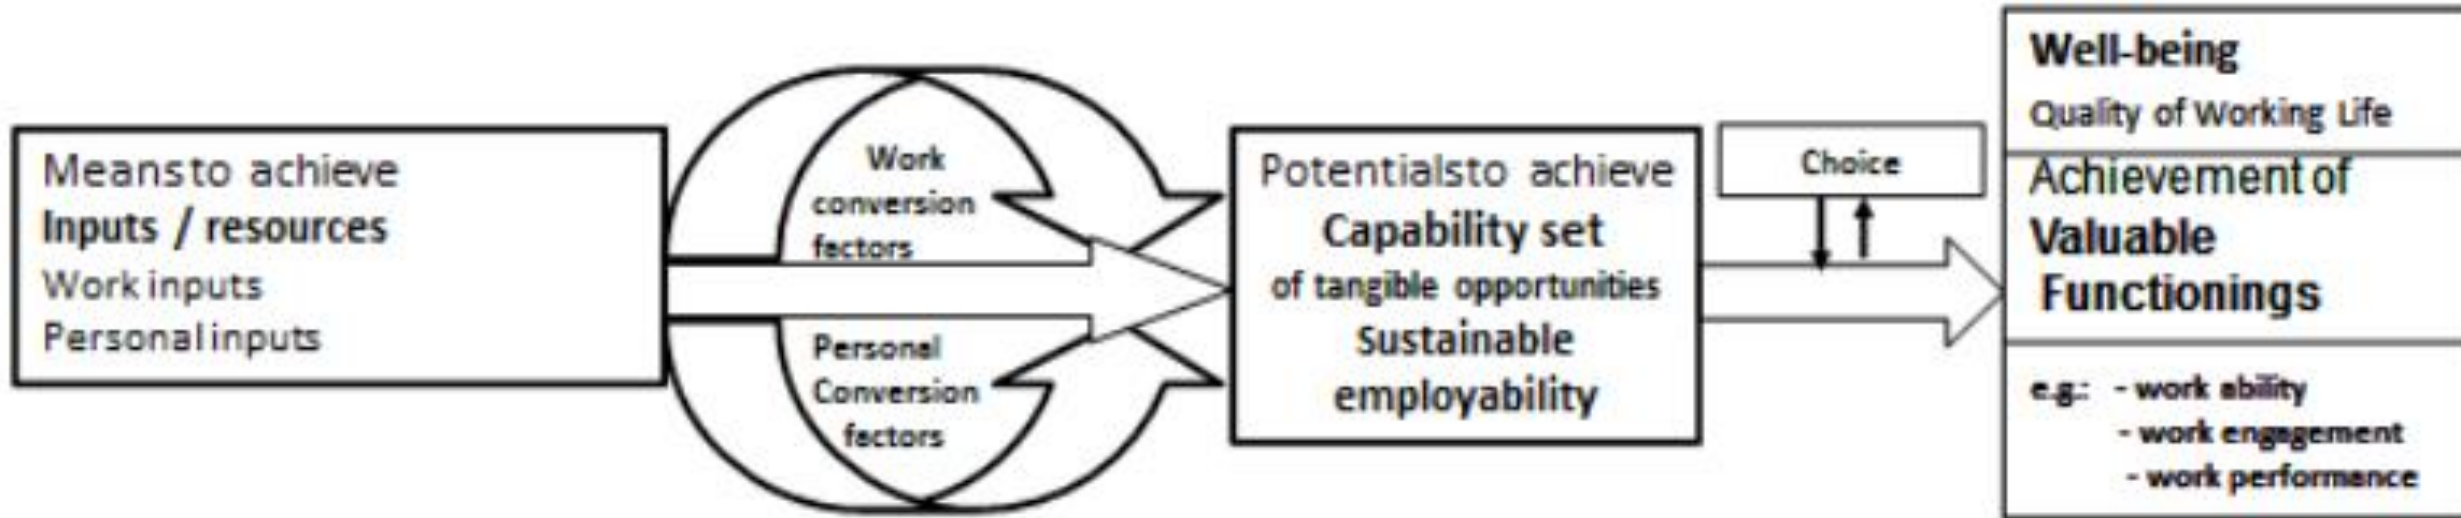 Means to achieve
Inputs / resources
Work inputs
Personal inputs
Work
conversion
factors
Personal
Conversion
factors
Potentialsto achieve
Capability set
of tangible opportunities
Sustainable
employability
Choice
Well-being
Quality of Working Life
Achievement of
Valuable
Functionings
e.g.: - work ability
- work engagement
- work performance